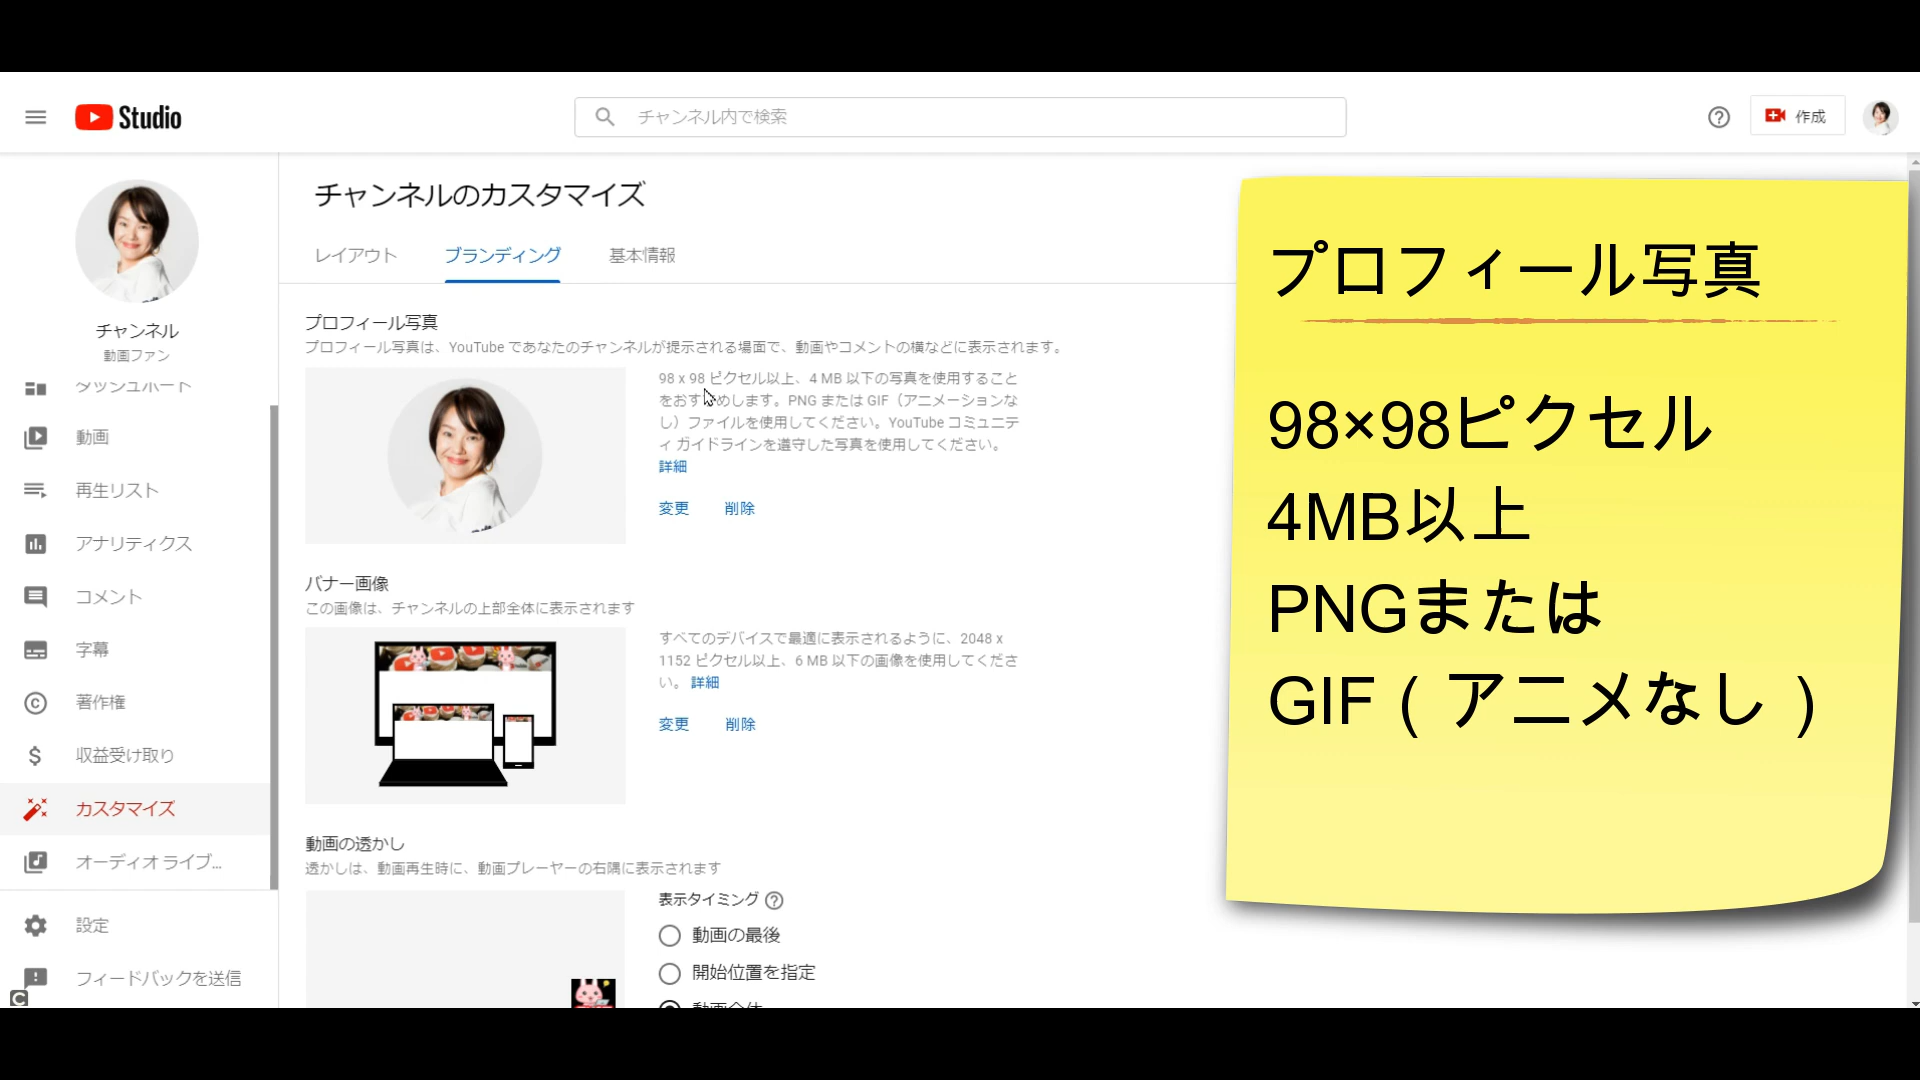 Studio
チャンネル内で検索
作成
チャンネル
動画ファン
ダッシュボード
動画
再生リスト
アナリティクス
コメント
字幕
著作権
収益受け取り
カスタマイズ
オーディオ ライブ...
設定
フィードバックを送信
チャンネルのカスタマイズ
レイアウト
ブランディング
基本情報
プロフィール写真
プロフィール写真は、YouTube であなたのチャンネルが提示される場面で、動画やコメントの横などに表示されます。
98 x 98 ピクセル以上、4 MB 以下の写真を使用すること
をおすすめします。PNG または GIF（アニメーションな
し）ファイルを使用してください。YouTube コミュニテ
ィ ガイドラインを遵守した写真を使用してください。
詳細
変更 削除
バナー画像
この画像は、チャンネルの上部全体に表示されます
すべてのデバイスで最適に表示されるように、2048 x
1152 ピクセル以上、6 MB 以下の画像を使用してくださ
い。 詳細
変更 削除
動画の透かし
透かしは、動画再生時に、動画プレーヤーの右隅に表示されます
表示タイミング
動画の最後
開始位置を指定
動画全体
プロフィール写真
98×98ピクセル
4MB以上
PNGまたは
GIF（アニメなし）